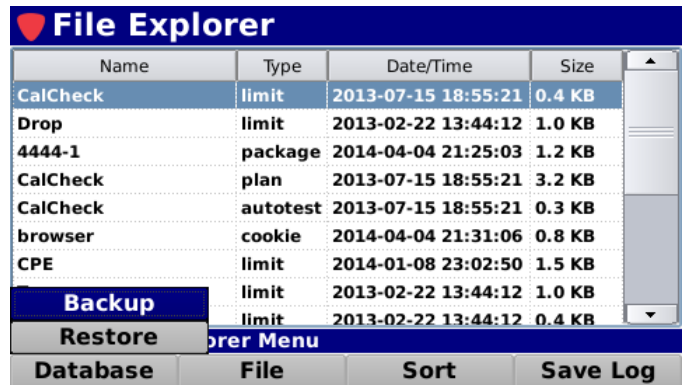 File Explorer
Name Type Date/Time Size
CalCheck limit 2013-07-15 18:55:21 0.4 KB
Drop limit 2013-02-22 13:44:12 1.0 KB
4444-1 package 2014-04-04 21:25:03 1.2 KB
CalCheck plan 2013-07-15 18:55:21 3.2 KB
CalCheck autotest 2013-07-15 18:55:21 0.3 KB
browser cookie 2014-04-04 21:31:06 0.8 KB
CPE limit 2014-01-08 23:02:50 1.5 KB
limit 2013-02-22 13:44:12 1.0 KB
Backup
limit 2013-02-22 13:44:12 0.4 KB
Restore
orer Menu
Database File Sort Save Log